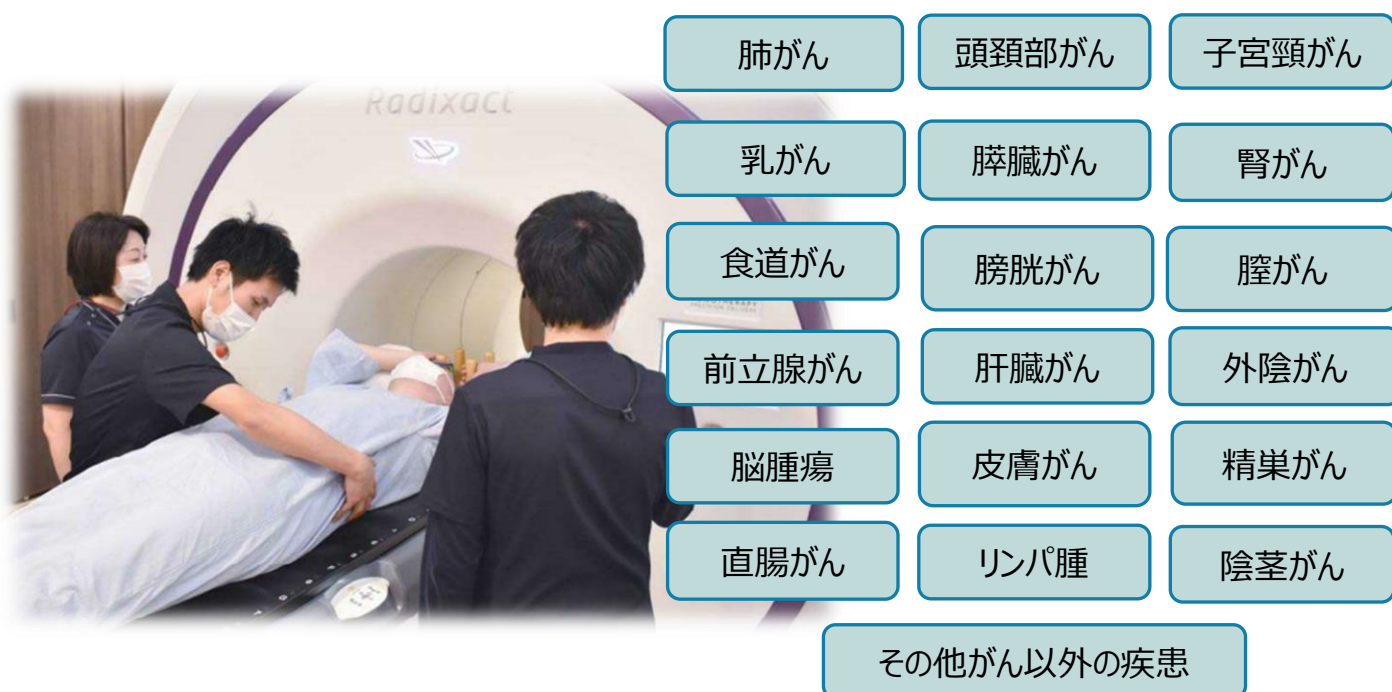 肺がん
頭頚部がん
子宮頸がん
Radixact
乳がん
膵臓がん
腎がん
食道がん
膀胱がん
膣がん
前立腺がん
肝臓がん
外陰がん
脳腫瘍
皮膚がん
精巣がん
直腸がん
リンパ腫
陰茎がん
その他がん以外の疾患